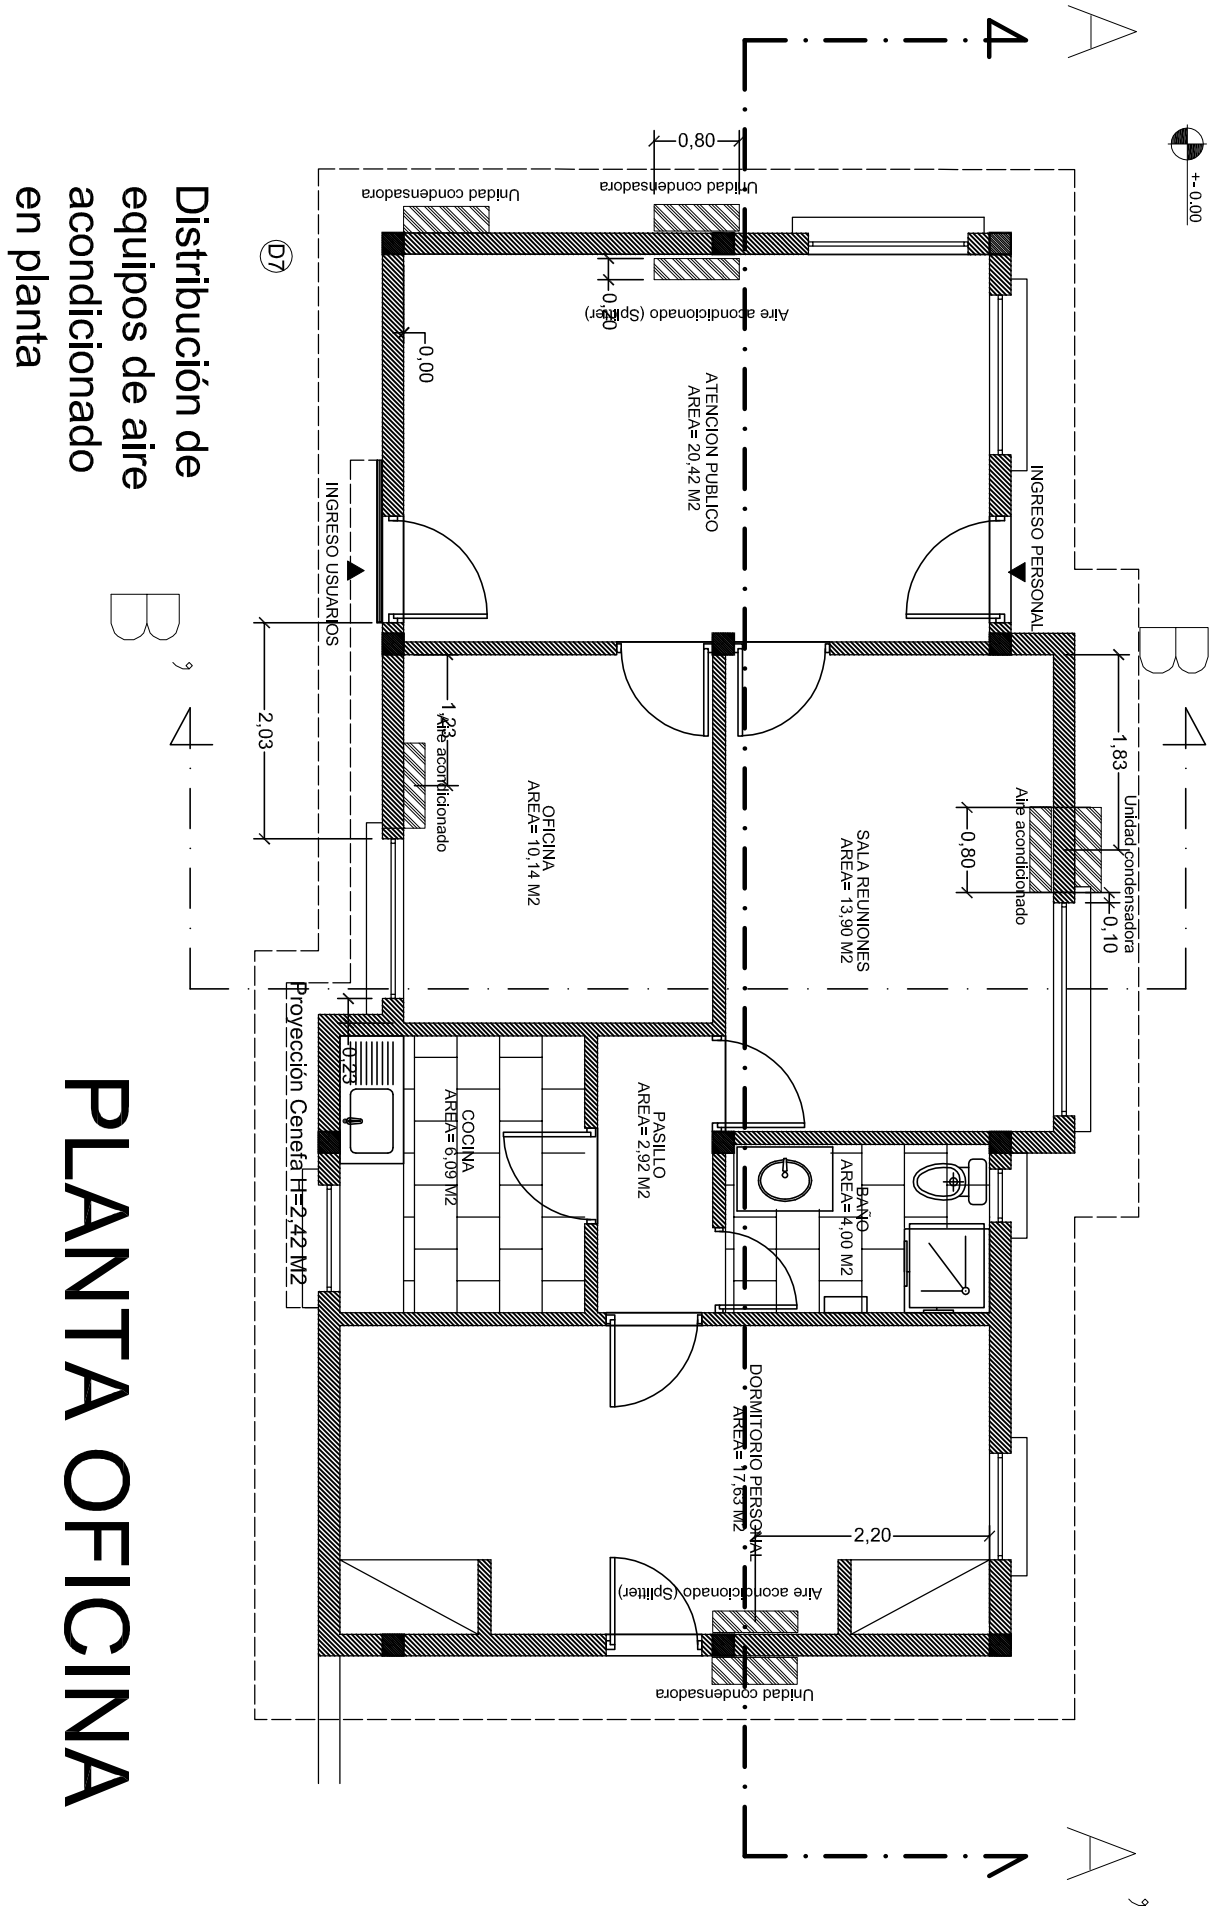 A
+- 0.00
0,80
Unidad condensadora
Unidad condensadora
Distribución de
equipos de aire
acondicionado
en planta
D7
0,20
Aire acondicionado (Splitter)
0,00
ATENCION PUBLICO
AREA= 20,42 M2
INGRESO PERSONAL
INGRESO USUARIOS
B
B'
2,03
1,23
Aire acondicionado
OFICINA
AREA= 10,14 M2
1,83
Unidad condensadora
Aire acondicionado
0,80
0,10
SALA REUNIONES
AREA= 13,90 M2
Proyección Cenefa H=2,42 M2
0,23
COCINA
AREA= 6,09 M2
PASILLO
AREA= 2,92 M2
BAÑO
AREA= 4,00 M2
DORMITORIO PERSONAL
AREA= 17,63 M2
2,20
Aire acondicionado (Splitter)
Unidad condensadora
PLANTA OFICINA
A'